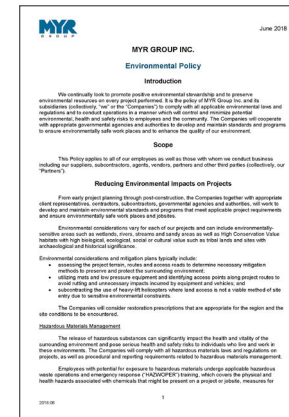 MYR
GROUP
June 2018
MYR GROUP INC.
Environmental Policy
Introduction
We continually look to promote positive environmental stewardship and to preserve
environmental resources on every project performed. It is the policy of MYR Group Inc. and its
subsidiaries (collectively, "we" or the "Companies") to comply with all applicable environmental laws and
regulations and to conduct operations in a manner which will control and minimize potential
environmental, health and safety risks to employees and the community. The Companies will cooperate
with appropriate governmental agencies and authorities to develop and maintain standards and programs
to ensure environmentally safe work places and to enhance the quality of our environment.
Scope
This Policy applies to all of our employees as well as those with whom we conduct business
including our suppliers, subcontractors, agents, vendors, partners and other third parties (collectively, our
"Partners").
Reducing Environmental Impacts on Projects
From early project planning through post-construction, the Companies together with appropriate
client representatives, contractors, subcontractors, governmental agencies and authorities, will work to
develop and maintain environmental standards and programs that meet applicable project requirements
and ensure environmentally safe work places and jobsites.
Environmental considerations vary for each of our projects and can include environmentally-
sensitive areas such as wetlands, rivers, streams and sandy areas as well as High Conservation Value
habitats with high biological, ecological, social or cultural value such as tribal lands and sites with
archaeological and historical significance.
Environmental considerations and mitigation plans typically include:
• assessing the project terrain, routes and access roads to determine necessary mitigation
methods to preserve and protect the surrounding environment;
• utilizing mats and low pressure equipment and identifying access points along project routes to
avoid rutting and unnecessary impacts incurred by equipment and vehicles; and
• subcontracting the use of heavy-lift helicopters where land access is not a viable method of site
entry due to sensitive environmental constraints.
The Companies will consider restoration prescriptions that are appropriate for the region and the
site conditions to be encountered.
Hazardous Materials Management
The release of hazardous substances can significantly impact the health and vitality of the
surrounding environment and pose serious health and safety risks to individuals who live and work in
these environments. The Companies will comply with all hazardous materials laws and regulations on
projects, as well as procedural and reporting requirements related to hazardous materials management.
Employees with potential for exposure to hazardous materials undergo applicable hazardous
waste operations and emergency response ("HAZWOPER") training, which covers the physical and
health hazards associated with chemicals that might be present on a project or jobsite, measures for
1
2018.06